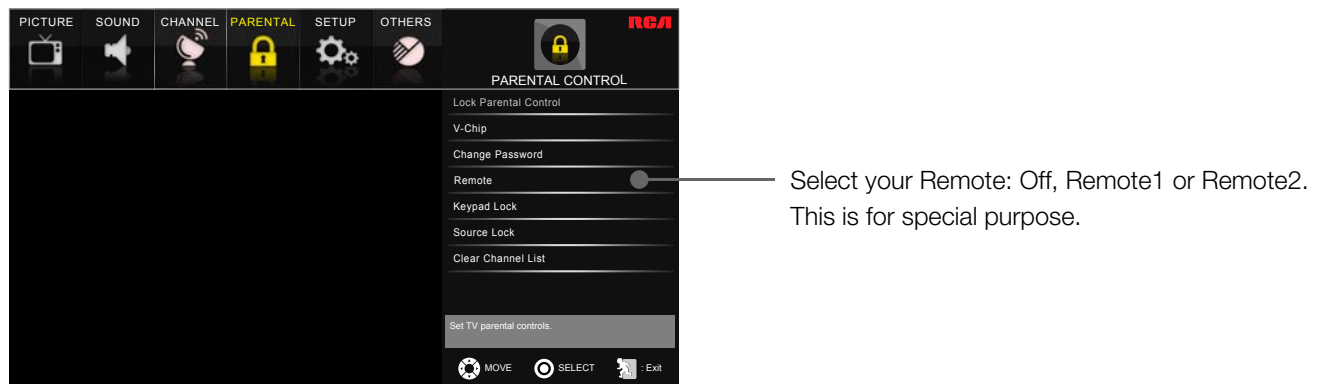 PICTURE SOUND CHANNEL PARENTAL SETUP OTHERS
RCA
PARENTAL CONTROL
Lock Parental Control
V-Chip
Change Password
Remote
Keypad Lock
Source Lock
Clear Channel List
Set TV parental controls.
MOVE SELECT : Exit
Select your Remote: Off, Remote1 or Remote2.
This is for special purpose.